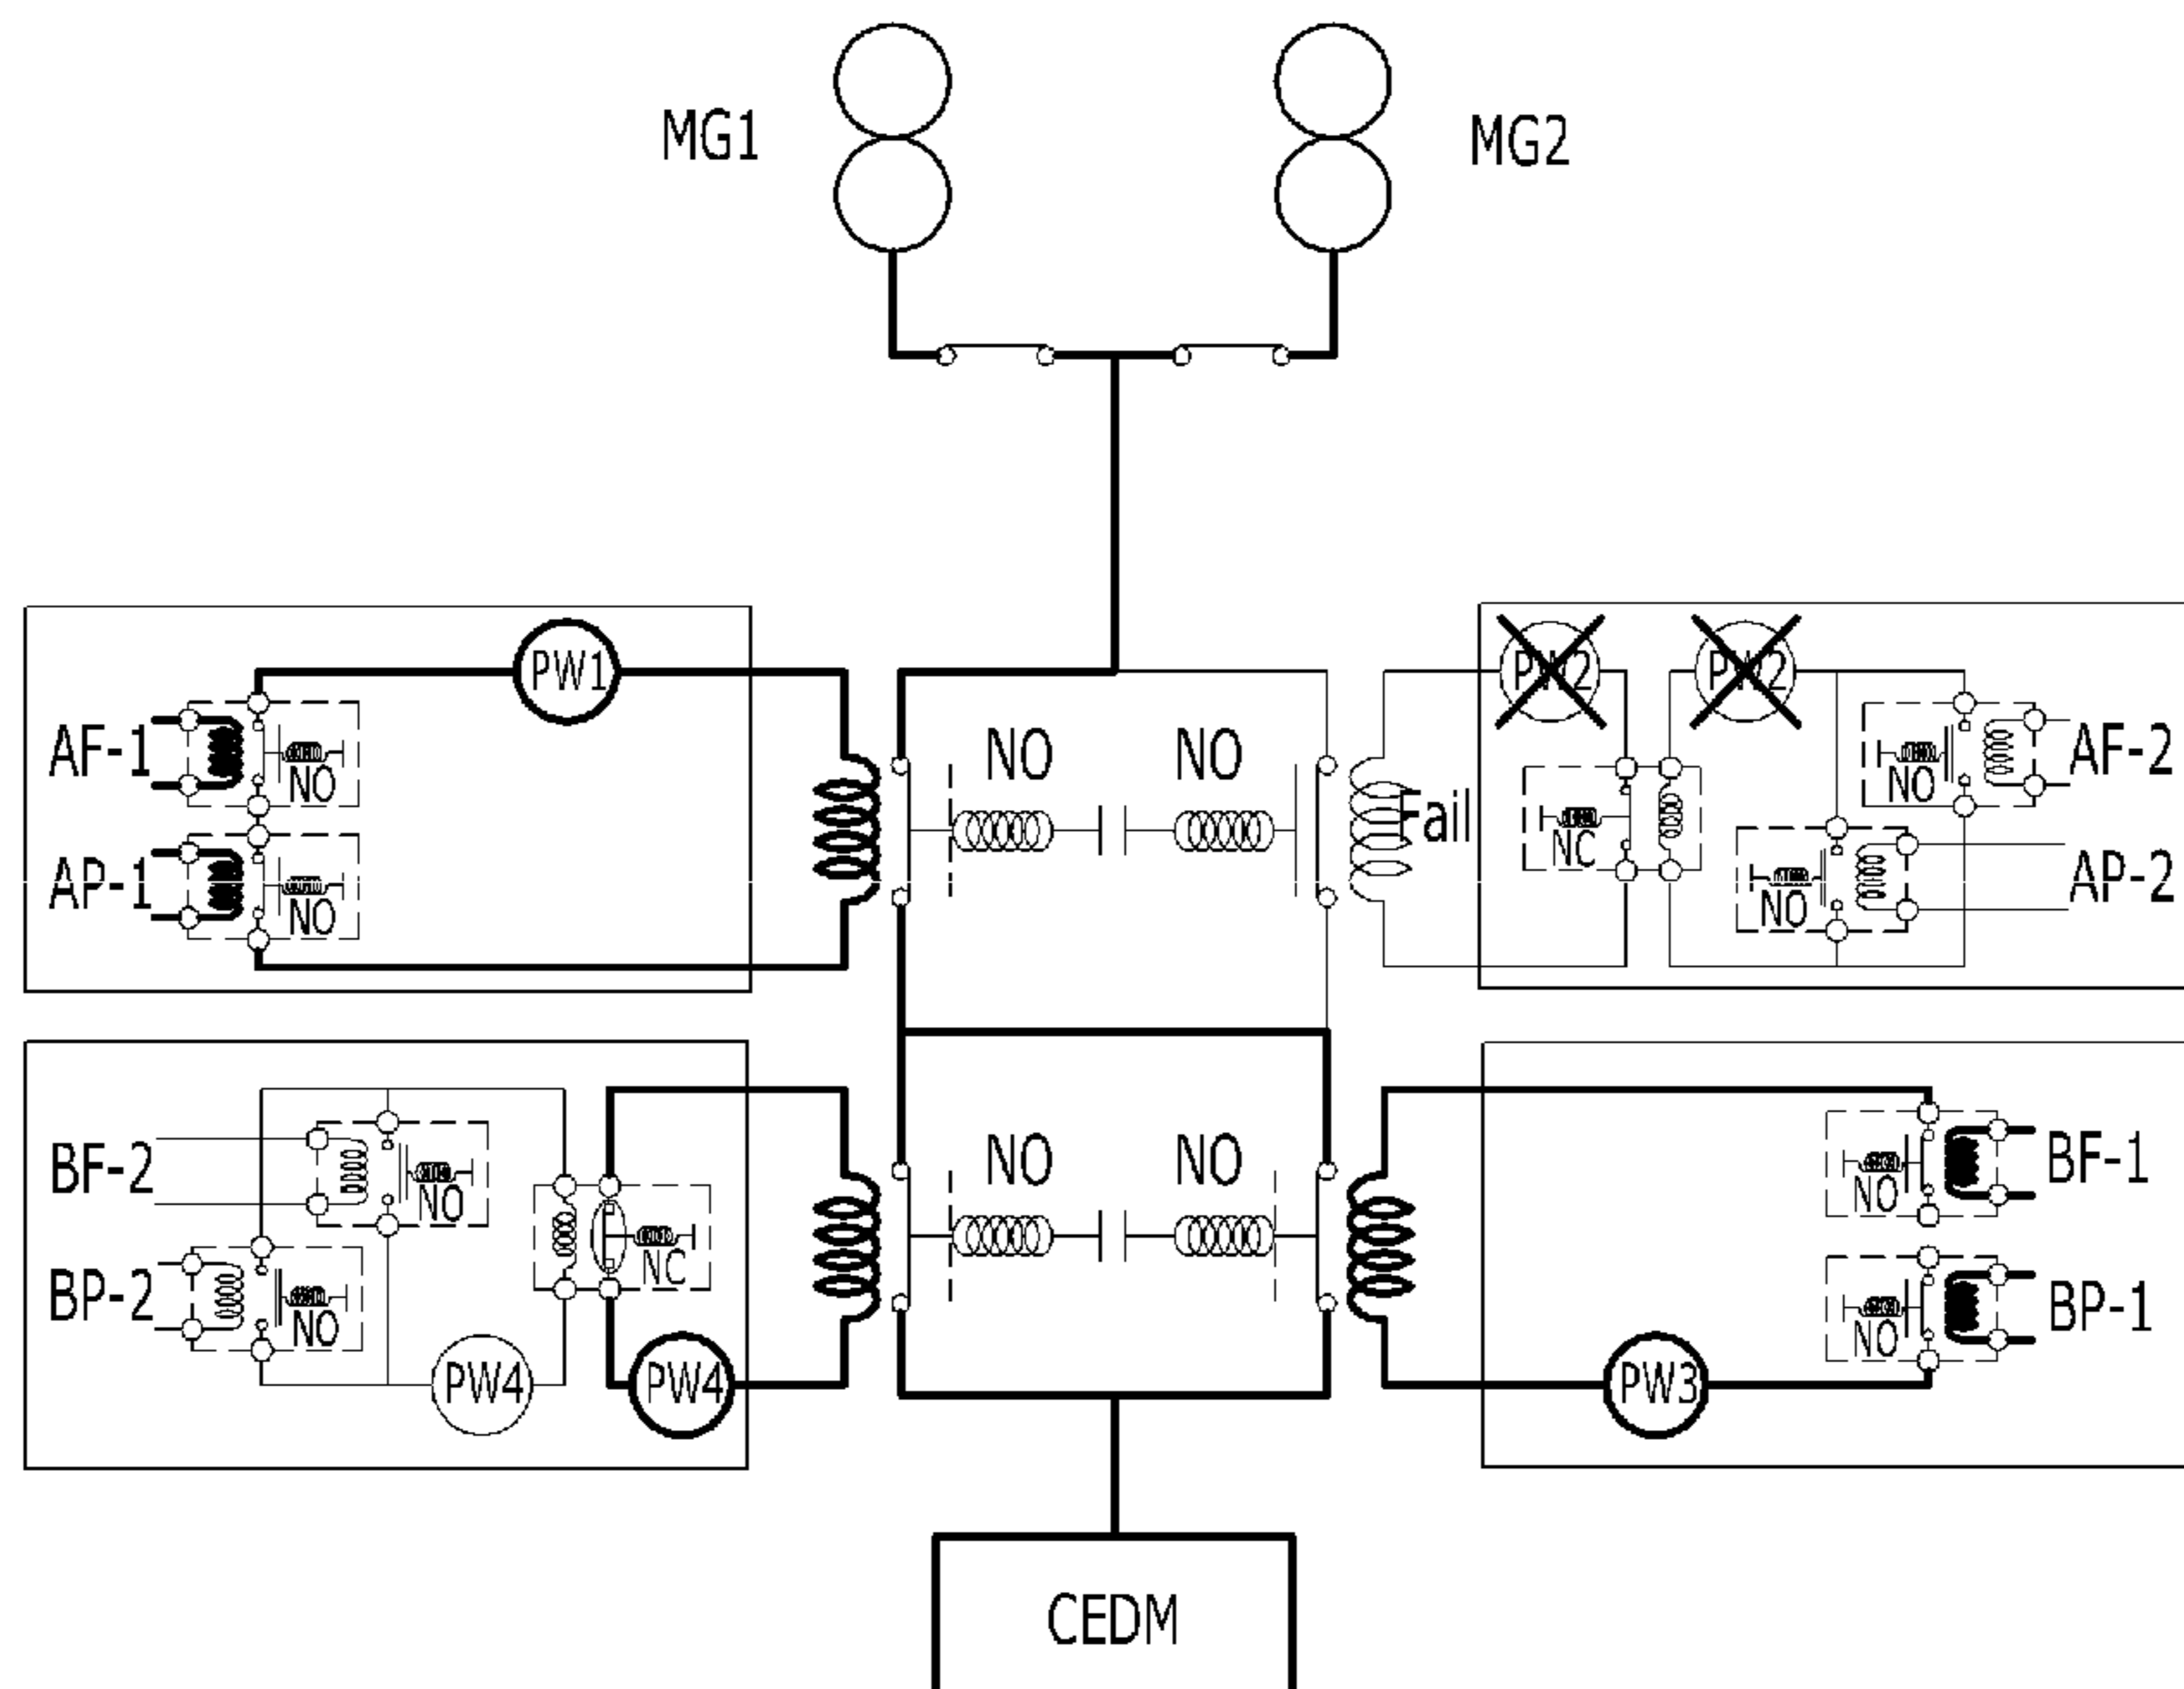 MG1
MG2
PW1
PW2
PW2
AF-1
NO
NO
NO
NO
AF-2
Fail
AP-1
NO
NC
NO
AP-2
BF-2
NO
NO
NO
NO
BF-1
BP-2
NO
NC
NO
BP-1
PW4
PW4
PW3
CEDM